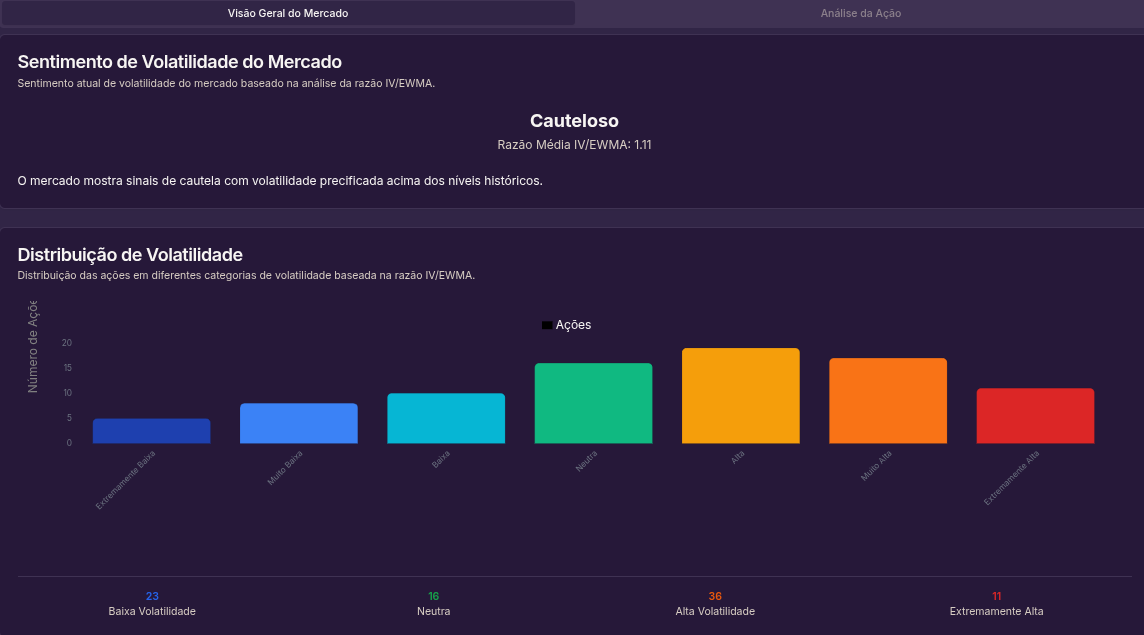 Visão Geral do Mercado
Análise da Ação
Sentimento de Volatilidade do Mercado
Sentimento atual de volatilidade do mercado baseado na análise da razão IV/EWMA.
Cauteloso
Razão Média IV/EWMA: 1.11
O mercado mostra sinais de cautela com volatilidade precificada acima dos níveis históricos.
Distribuição de Volatilidade
Distribuição das ações em diferentes categorias de volatilidade baseada na razão IV/EWMA.
Número de Açõe
Ações
20
15
10
5
0
Extremamente Baixa
Muito Baixa
Baixa
Neutra
Alta
Muito Alta
Extremamente Alta
23
Baixa Volatilidade
16
Neutra
36
Alta Volatilidade
11
Extremamente Alta